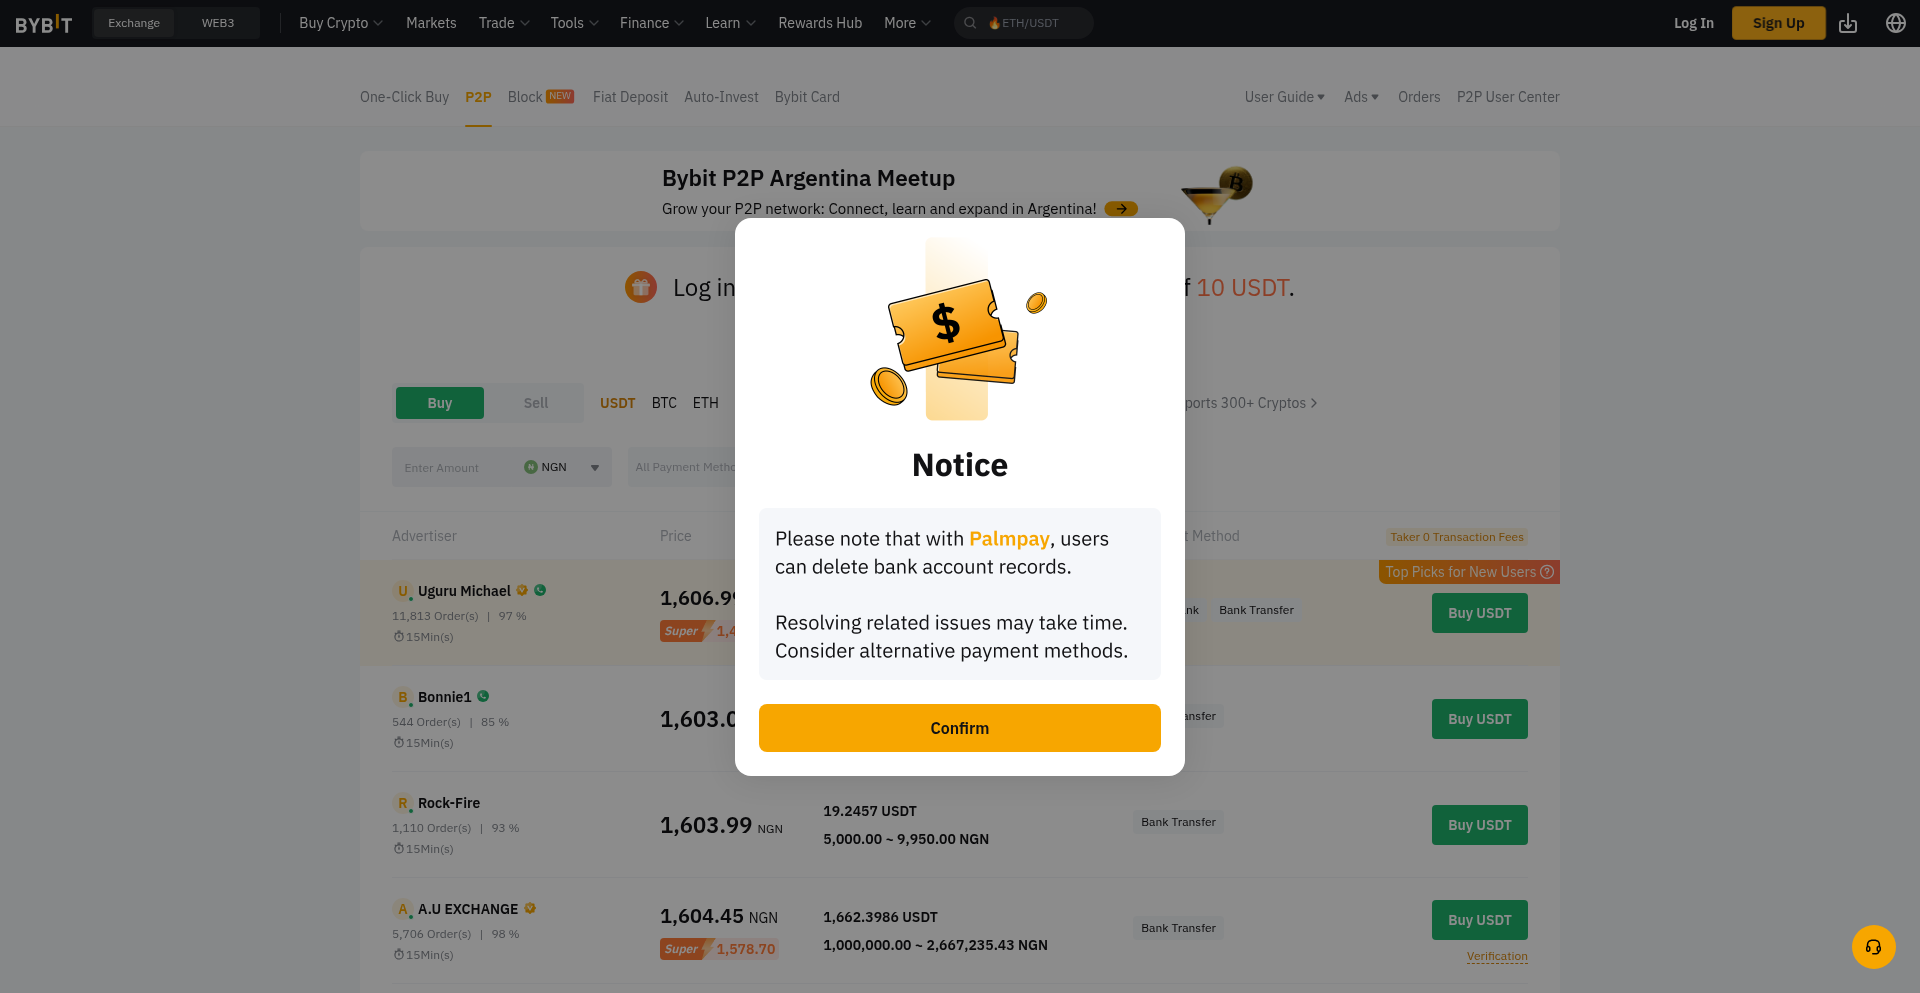 BYBIT Exchange WEB3 Buy Crypto Markets Trade Tools Finance Learn Rewards Hub More ETH/USDT Log In Sign Up
One-Click Buy P2P Block NEW Fiat Deposit Auto-Invest Bybit Card User Guide Ads Orders P2P User Center
Bybit P2P Argentina Meetup
Grow your P2P network: Connect, learn and expand in Argentina!
Log in 10 USDT.
Buy Sell USDT BTC ETH ports 300+ Cryptos
Enter Amount NGN All Payment Metho
Advertiser Price t Method Taker 0 Transaction Fees
Top Picks for New Users
U Uguru Michael
11,813 Order(s) | 97 %
15Min(s)
1,606.9
Super 1,4
nk Bank Transfer
Buy USDT
B Bonnie1
544 Order(s) | 85 %
15Min(s)
1,603.0
ansfer
Buy USDT
R Rock-Fire
1,110 Order(s) | 93 %
15Min(s)
1,603.99 NGN
19.2457 USDT
5,000.00 ~ 9,950.00 NGN
Bank Transfer
Buy USDT
A A.U EXCHANGE
5,706 Order(s) | 98 %
15Min(s)
1,604.45 NGN
Super 1,578.70
1,662.3986 USDT
1,000,000.00 ~ 2,667,235.43 NGN
Bank Transfer
Buy USDT
Verification
$
Notice
Please note that with Palmpay, users
can delete bank account records.
Resolving related issues may take time.
Consider alternative payment methods.
Confirm